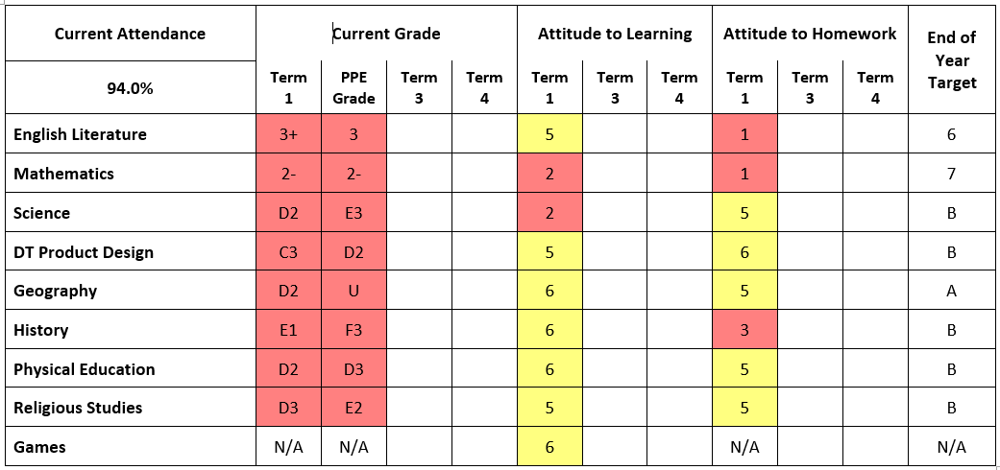 Current Attendance Current Grade Attitude to Learning Attitude to Homework End of Year Target
94.0% Term 1 PPE Grade Term 3 Term 4 Term 1 Term 3 Term 4 Term 1 Term 3 Term 4
English Literature 3+ 3 5 1 6
Mathematics 2- 2- 2 1 7
Science D2 E3 2 5 B
DT Product Design C3 D2 5 6 B
Geography D2 U 6 5 A
History E1 F3 6 3 B
Physical Education D2 D3 6 5 B
Religious Studies D3 E2 5 5 B
Games N/A N/A 6 N/A N/A